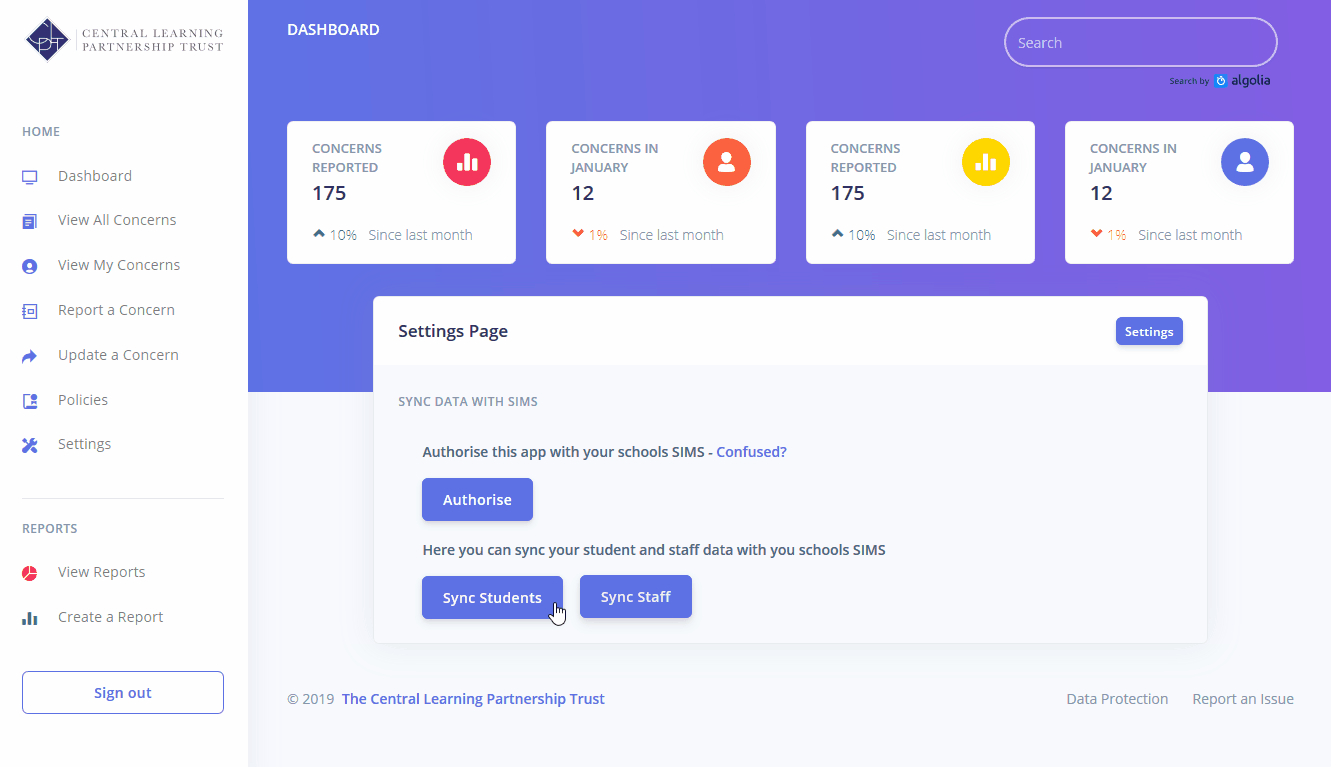 CENTRAL LEARNING
PARTNERSHIP TRUST
HOME
Dashboard
View All Concerns
View My Concerns
Report a Concern
Update a Concern
Policies
Settings
REPORTS
View Reports
Create a Report
Sign out
DASHBOARD
Search
Search by algolia
CONCERNS
REPORTED
175
10% Since last month
CONCERNS IN
JANUARY
12
1% Since last month
CONCERNS
REPORTED
175
10% Since last month
CONCERNS IN
JANUARY
12
1% Since last month
Settings Page
Settings
SYNC DATA WITH SIMS
Authorise this app with your schools SIMS - Confused?
Authorise
Here you can sync your student and staff data with you schools SIMS
Sync Students
Sync Staff
© 2019 The Central Learning Partnership Trust
Data Protection
Report an Issue